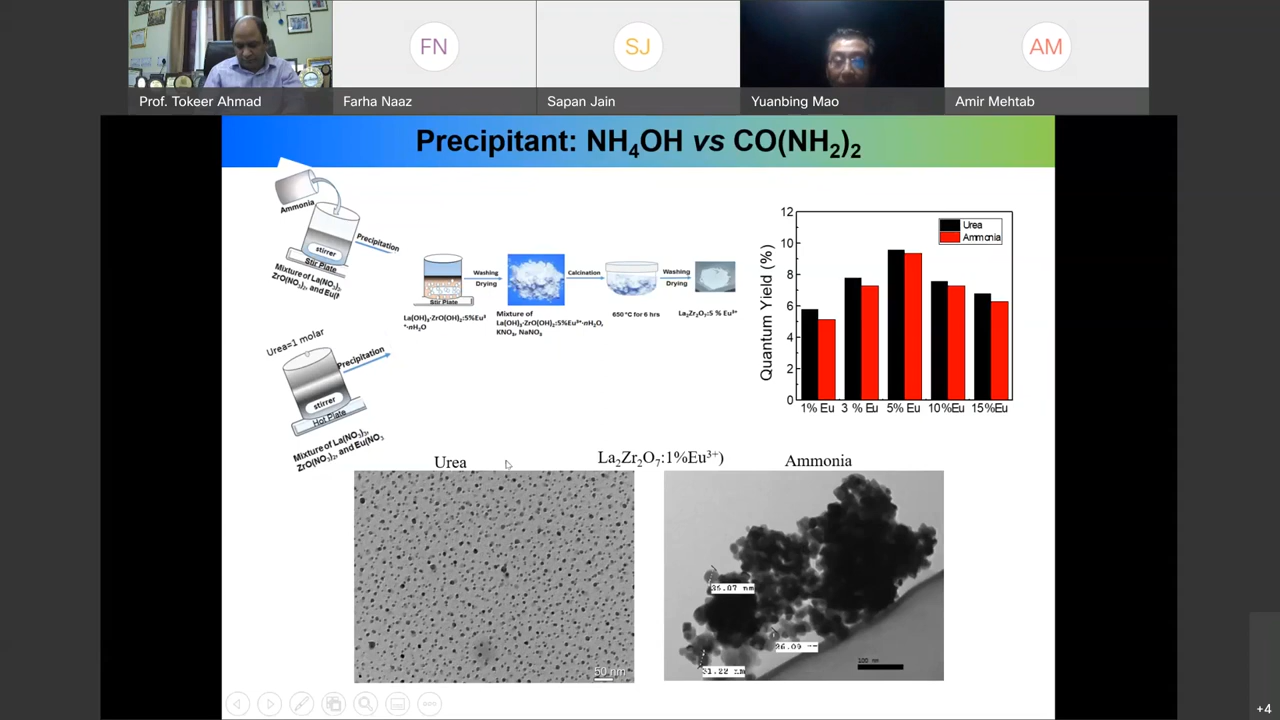 FN
SJ
AM
Prof. Tokeer Ahmad
Farha Naaz
Sapan Jain
Yuanbing Mao
Amir Mehtab
Precipitant: NH₄OH vs CO(NH₂)₂
Ammonia
Precipitation
stirrer
Stir Plate
Mixture of La(NO₃)₃,
ZrO(NO₃)₂, and Eu(N
Washing
Drying
Calcination
Washing
Drying
Stir Plate
La(OH)₃·ZrO(OH)₂:5%Eu³
⁺·nH₂O
Mixture of
La(OH)₃·ZrO(OH)₂:5%Eu³⁺·nH₂O,
KNO₃, NaNO₃
650 °C for 6 hrs
La₂Zr₂O₇:5 % Eu³⁺
Urea=1 molar
Precipitation
stirrer
Hot Plate
Mixture of La(NO₃)₃,
ZrO(NO₃)₂, and Eu(NO₃
Quantum Yield (%)
12
10
8
6
4
2
0
Urea
Ammonia
1% Eu
3 % Eu
5% Eu
10%Eu
15%Eu
Urea
La₂Zr₂O₇:1%Eu³⁺)
Ammonia
50 nm
26.09 nm
31.22 nm
100 nm
+4